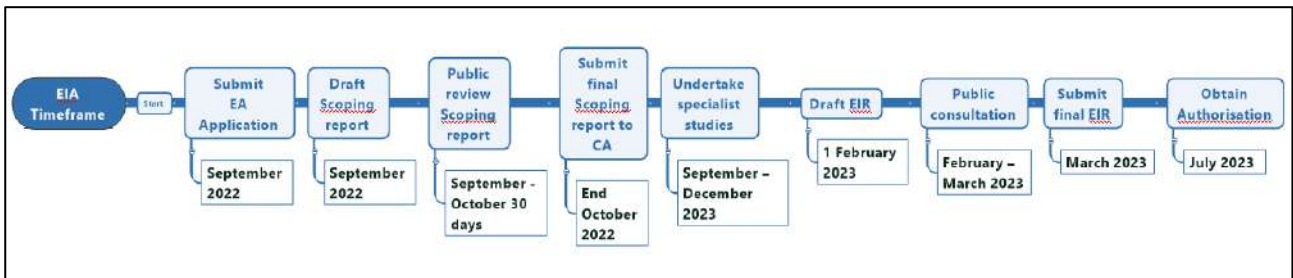 EIA
Timeframe
Start
Submit
EA
Application
September
2022
Draft
Scoping
report
September
2022
Public
review
Scoping
report
September -
October 30
days
Submit
final
Scoping
report to
CA
End
October
2022
Undertake
specialist
studies
September –
December
2023
Draft EIR
1 February
2023
Public
consultation
February –
March 2023
Submit
final EIR
March 2023
Obtain
Authorisation
July 2023